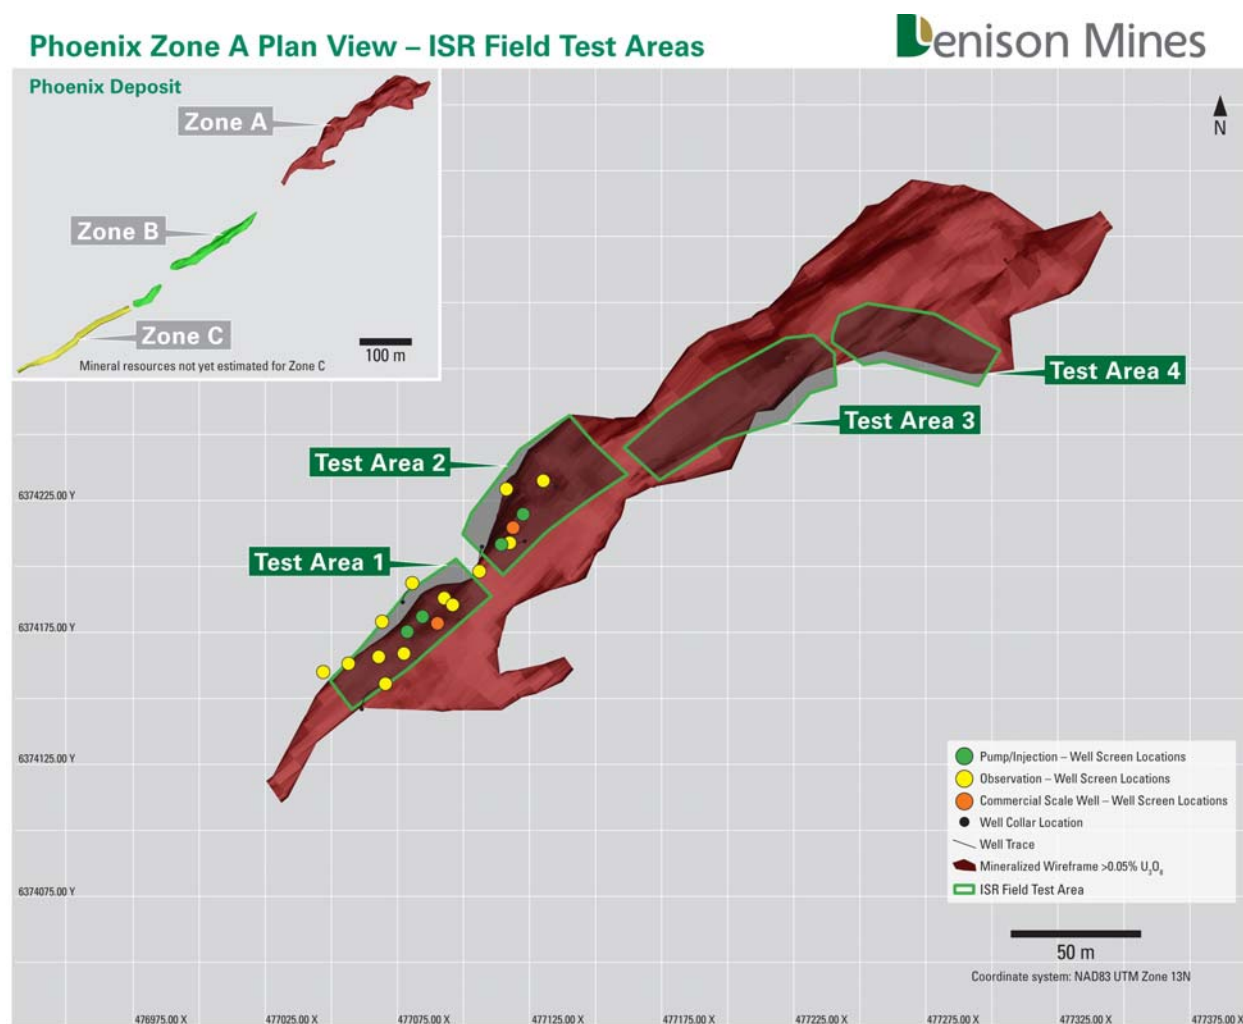 Phoenix Zone A Plan View – ISR Field Test Areas
Denison Mines
Phoenix Deposit
Zone A
Zone B
Zone C
100 m
Mineral resources not yet estimated for Zone C
N
Test Area 4
Test Area 3
Test Area 2
Test Area 1
6374225.00 Y
6374175.00 Y
6374125.00 Y
6374075.00 Y
Pump/Injection – Well Screen Locations
Observation – Well Screen Locations
Commercial Scale Well – Well Screen Locations
Well Collar Location
Well Trace
Mineralized Wireframe >0.05% U₃O₈
ISR Field Test Area
50 m
Coordinate system: NAD83 UTM Zone 13N
476975.00 X 477025.00 X 477075.00 X 477125.00 X 477175.00 X 477225.00 X 477275.00 X 477325.00 X 477375.00 X